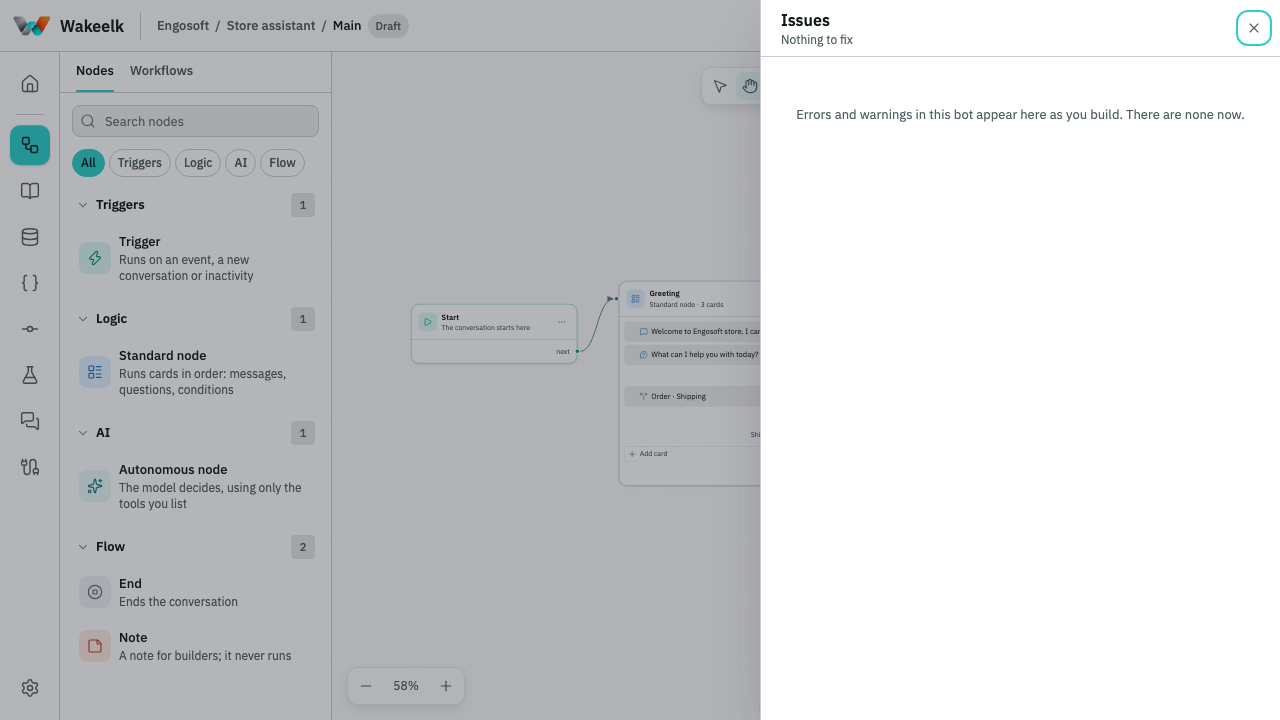 Wakeelk
Engosoft / Store assistant / Main Draft
Issues
Nothing to fix
Nodes Workflows
Search nodes
All Triggers Logic AI Flow
Triggers 1
Trigger
Runs on an event, a new
conversation or inactivity
Logic 1
Standard node
Runs cards in order: messages,
questions, conditions
AI 1
Autonomous node
The model decides, using only the
tools you list
Flow 2
End
Ends the conversation
Note
A note for builders; it never runs
Start
The conversation starts here
next
Greeting
Standard node · 3 cards
Welcome to Engosoft store. I can
What can I help you with today?
Order · Shipping
Shi
Add card
58%
Errors and warnings in this bot appear here as you build. There are none now.